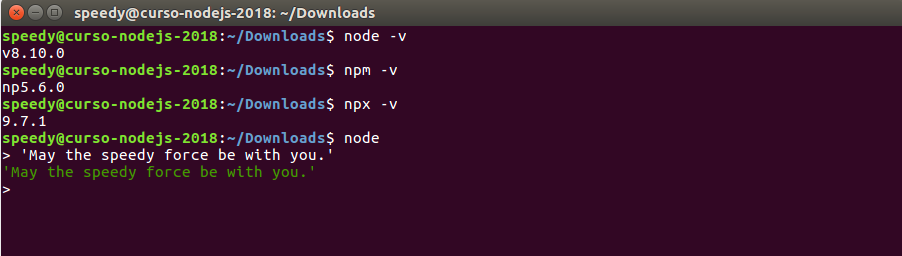 speedy@curso-nodejs-2018: ~/Downloads
speedy@curso-nodejs-2018:~/Downloads$ node -v
v8.10.0
speedy@curso-nodejs-2018:~/Downloads$ npm -v
np5.6.0
speedy@curso-nodejs-2018:~/Downloads$ npx -v
9.7.1
speedy@curso-nodejs-2018:~/Downloads$ node
> 'May the speedy force be with you.'
'May the speedy force be with you.'
>